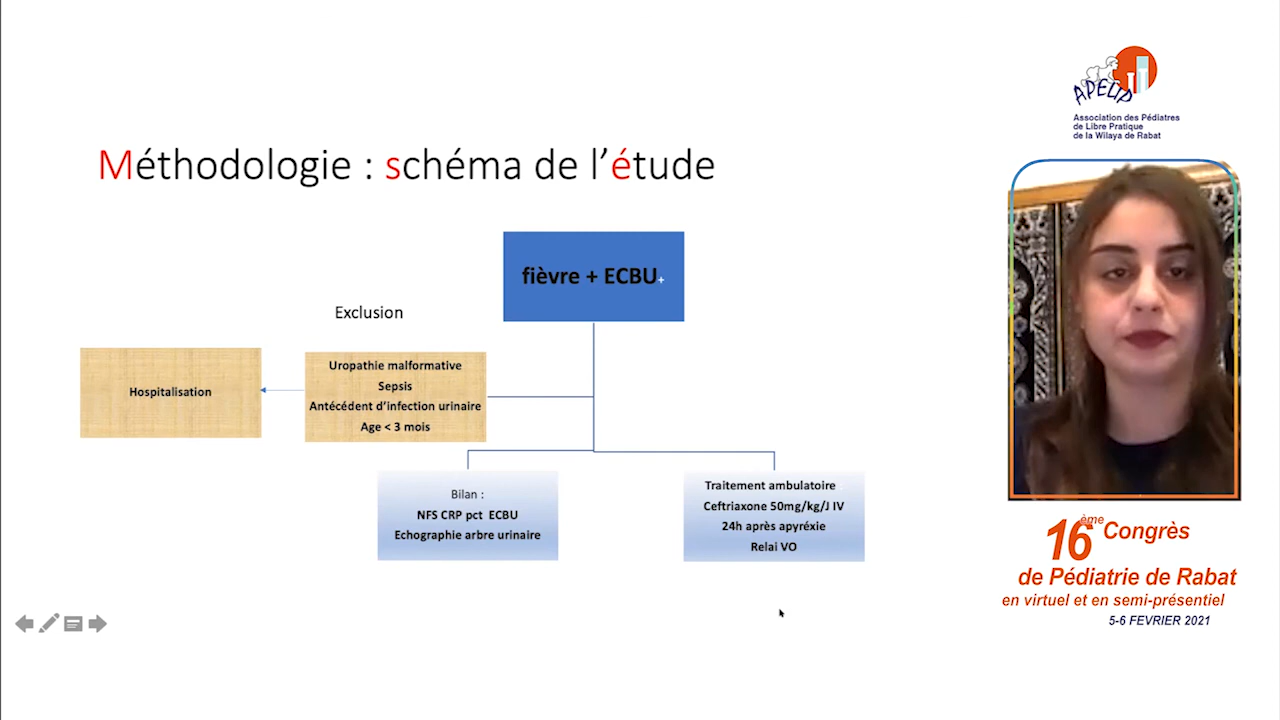 Méthodologie : schéma de l'étude
fièvre + ECBU+
Exclusion
Hospitalisation
Uropathie malformative
Sepsis
Antécédent d'infection urinaire
Age < 3 mois
Bilan :
NFS CRP pct ECBU
Echographie arbre urinaire
Traitement ambulatoire
Ceftriaxone 50mg/kg/J IV
24h après apyréxie
Relai VO
APELIP
Association des Pédiatres
de Libre Pratique
de la Wilaya de Rabat
16ème Congrès
de Pédiatrie de Rabat
en virtuel et en semi-présentiel
5-6 FEVRIER 2021